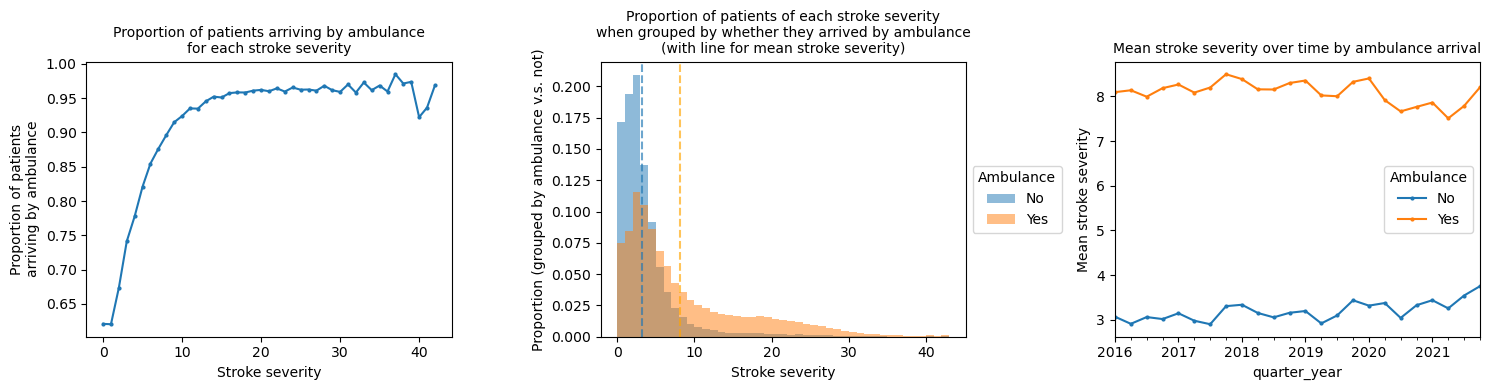 Proportion of patients arriving by ambulance
for each stroke severity
Proportion of patients
arriving by ambulance
1.00
0.95
0.90
0.85
0.80
0.75
0.70
0.65
0
10
20
30
40
Stroke severity
Proportion of patients of each stroke severity
when grouped by whether they arrived by ambulance
(with line for mean stroke severity)
Proportion (grouped by ambulance v.s. not)
0.200
0.175
0.150
0.125
0.100
0.075
0.050
0.025
0.000
0
10
20
30
40
Stroke severity
Ambulance
No
Yes
Mean stroke severity over time by ambulance arrival
Mean stroke severity
8
7
6
5
4
3
2016
2017
2018
2019
2020
2021
quarter_year
Ambulance
No
Yes